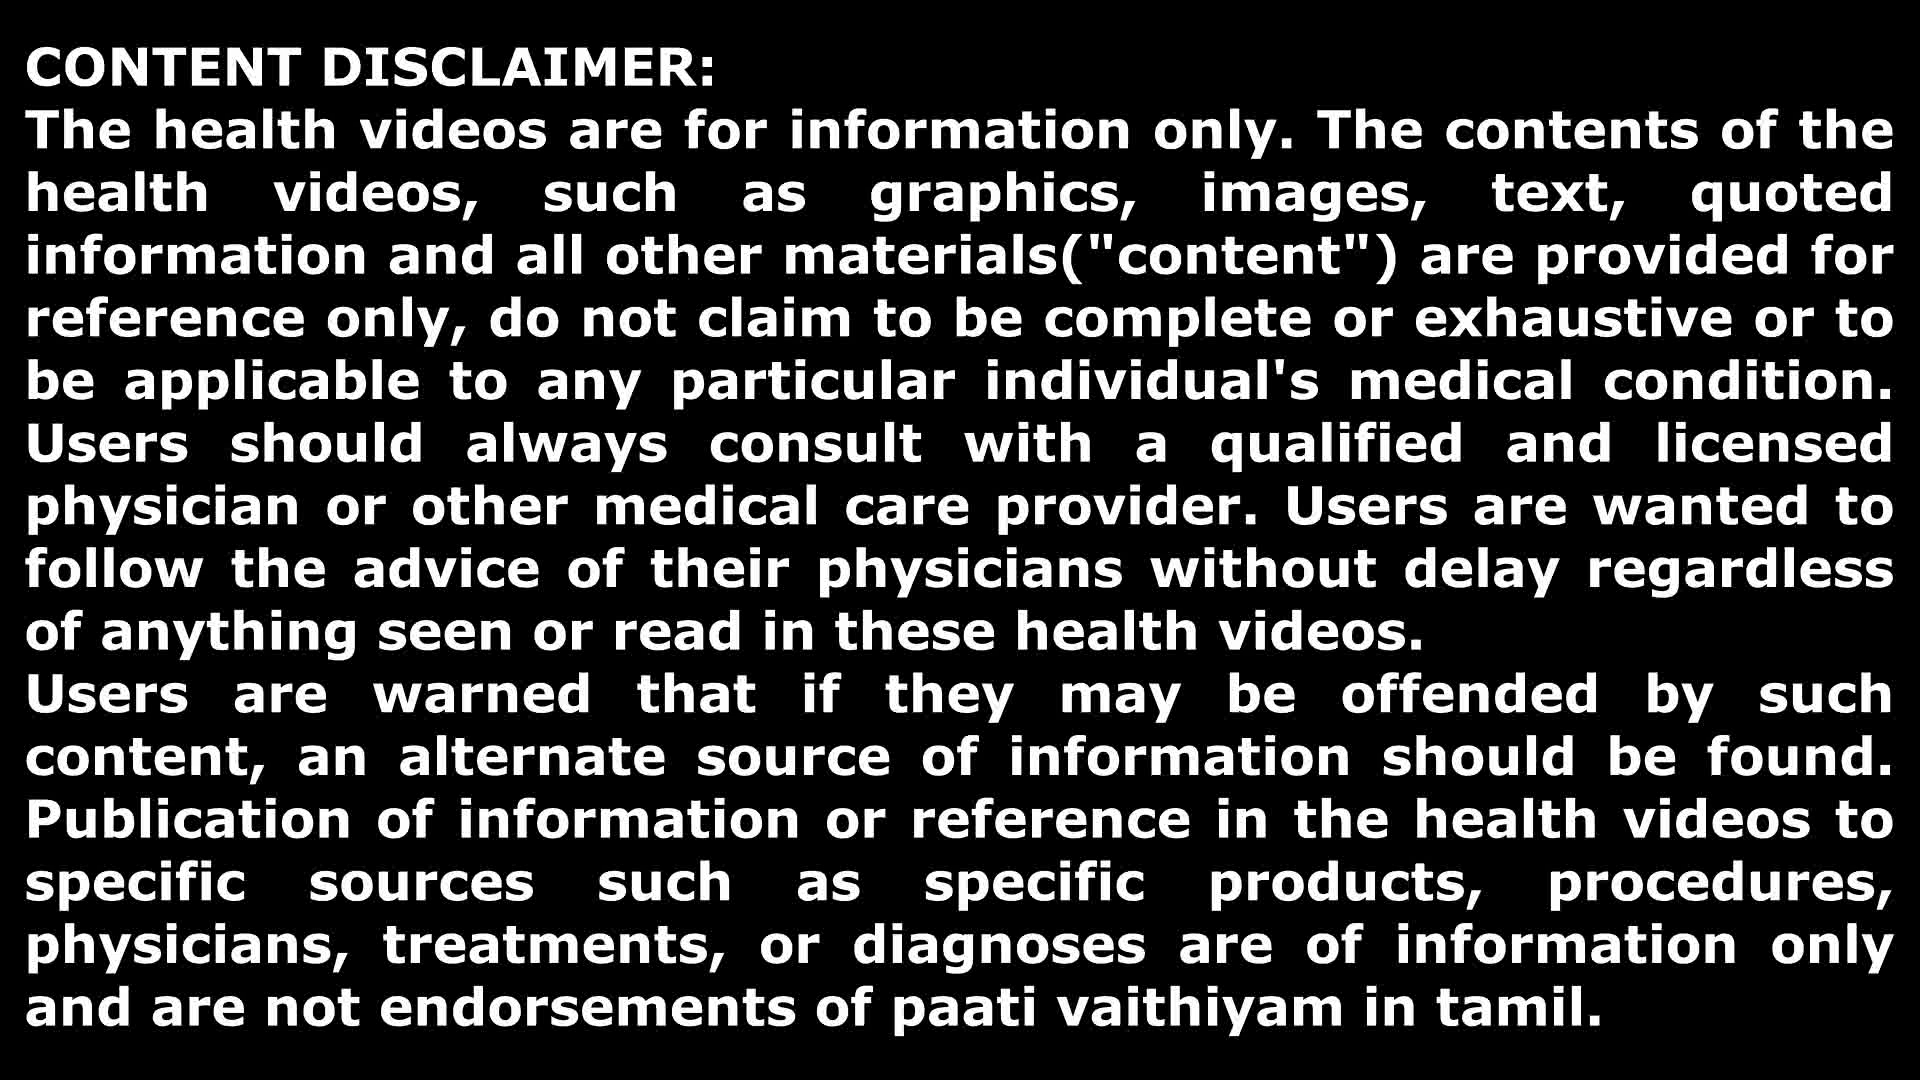 CONTENT DISCLAIMER:
The health videos are for information only. The contents of the
health videos, such as graphics, images, text, quoted
information and all other materials("content") are provided for
reference only, do not claim to be complete or exhaustive or to
be applicable to any particular individual's medical condition.
Users should always consult with a qualified and licensed
physician or other medical care provider. Users are wanted to
follow the advice of their physicians without delay regardless
of anything seen or read in these health videos.
Users are warned that if they may be offended by such
content, an alternate source of information should be found.
Publication of information or reference in the health videos to
specific sources such as specific products, procedures,
physicians, treatments, or diagnoses are of information only
and are not endorsements of paati vaithiyam in tamil.